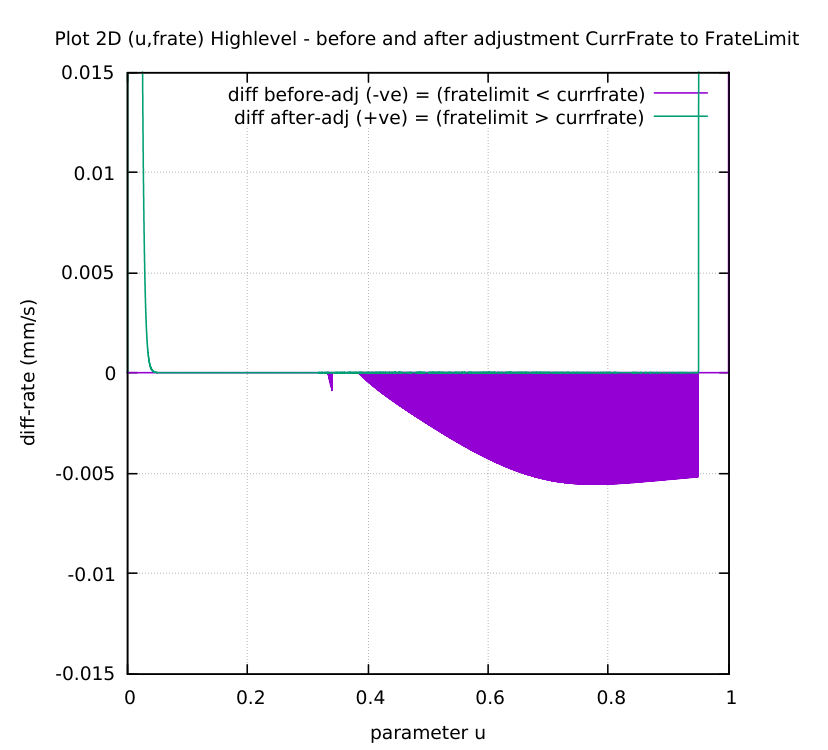 Plot 2D (u,frate) Highlevel - before and after adjustment CurrFrate to FrateLimit
diff before-adj (-ve) = (fratelimit < currfrate)
diff after-adj (+ve) = (fratelimit > currfrate)
0.015
0.01
0.005
0
-0.005
-0.01
-0.015
diff-rate (mm/s)
0
0.2
0.4
0.6
0.8
1
parameter u